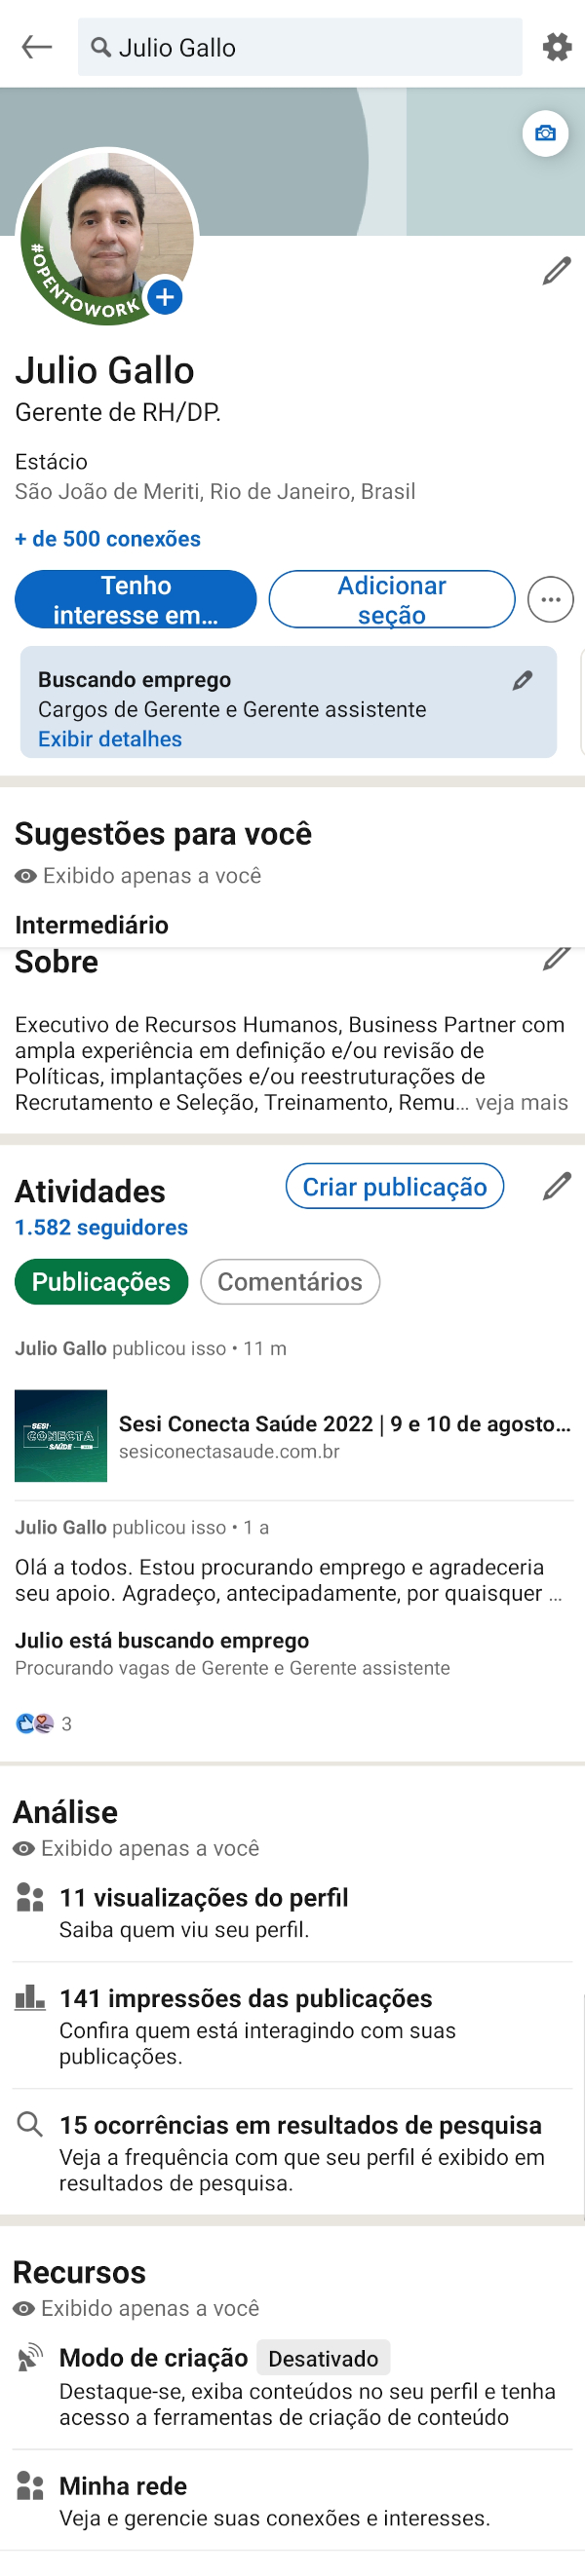 Julio Gallo
#OPENTOWORK
Julio Gallo
Gerente de RH/DP.
Estácio
São João de Meriti, Rio de Janeiro, Brasil
+ de 500 conexões
Tenho
interesse em...
Adicionar
seção
Buscando emprego
Cargos de Gerente e Gerente assistente
Exibir detalhes
Sugestões para você
Exibido apenas a você
Intermediário
Sobre
Executivo de Recursos Humanos, Business Partner com
ampla experiência em definição e/ou revisão de
Políticas, implantações e/ou reestruturações de
Recrutamento e Seleção, Treinamento, Remu... veja mais
Atividades
Criar publicação
1.582 seguidores
Publicações
Comentários
Julio Gallo publicou isso • 11 m
SESI
CONECTA
SAÚDE
Sesi Conecta Saúde 2022 | 9 e 10 de agosto...
sesiconectasaude.com.br
Julio Gallo publicou isso • 1 a
Olá a todos. Estou procurando emprego e agradeceria
seu apoio. Agradeço, antecipadamente, por quaisquer ...
Julio está buscando emprego
Procurando vagas de Gerente e Gerente assistente
3
Análise
Exibido apenas a você
11 visualizações do perfil
Saiba quem viu seu perfil.
141 impressões das publicações
Confira quem está interagindo com suas
publicações.
15 ocorrências em resultados de pesquisa
Veja a frequência com que seu perfil é exibido em
resultados de pesquisa.
Recursos
Exibido apenas a você
Modo de criação Desativado
Destaque-se, exiba conteúdos no seu perfil e tenha
acesso a ferramentas de criação de conteúdo
Minha rede
Veja e gerencie suas conexões e interesses.